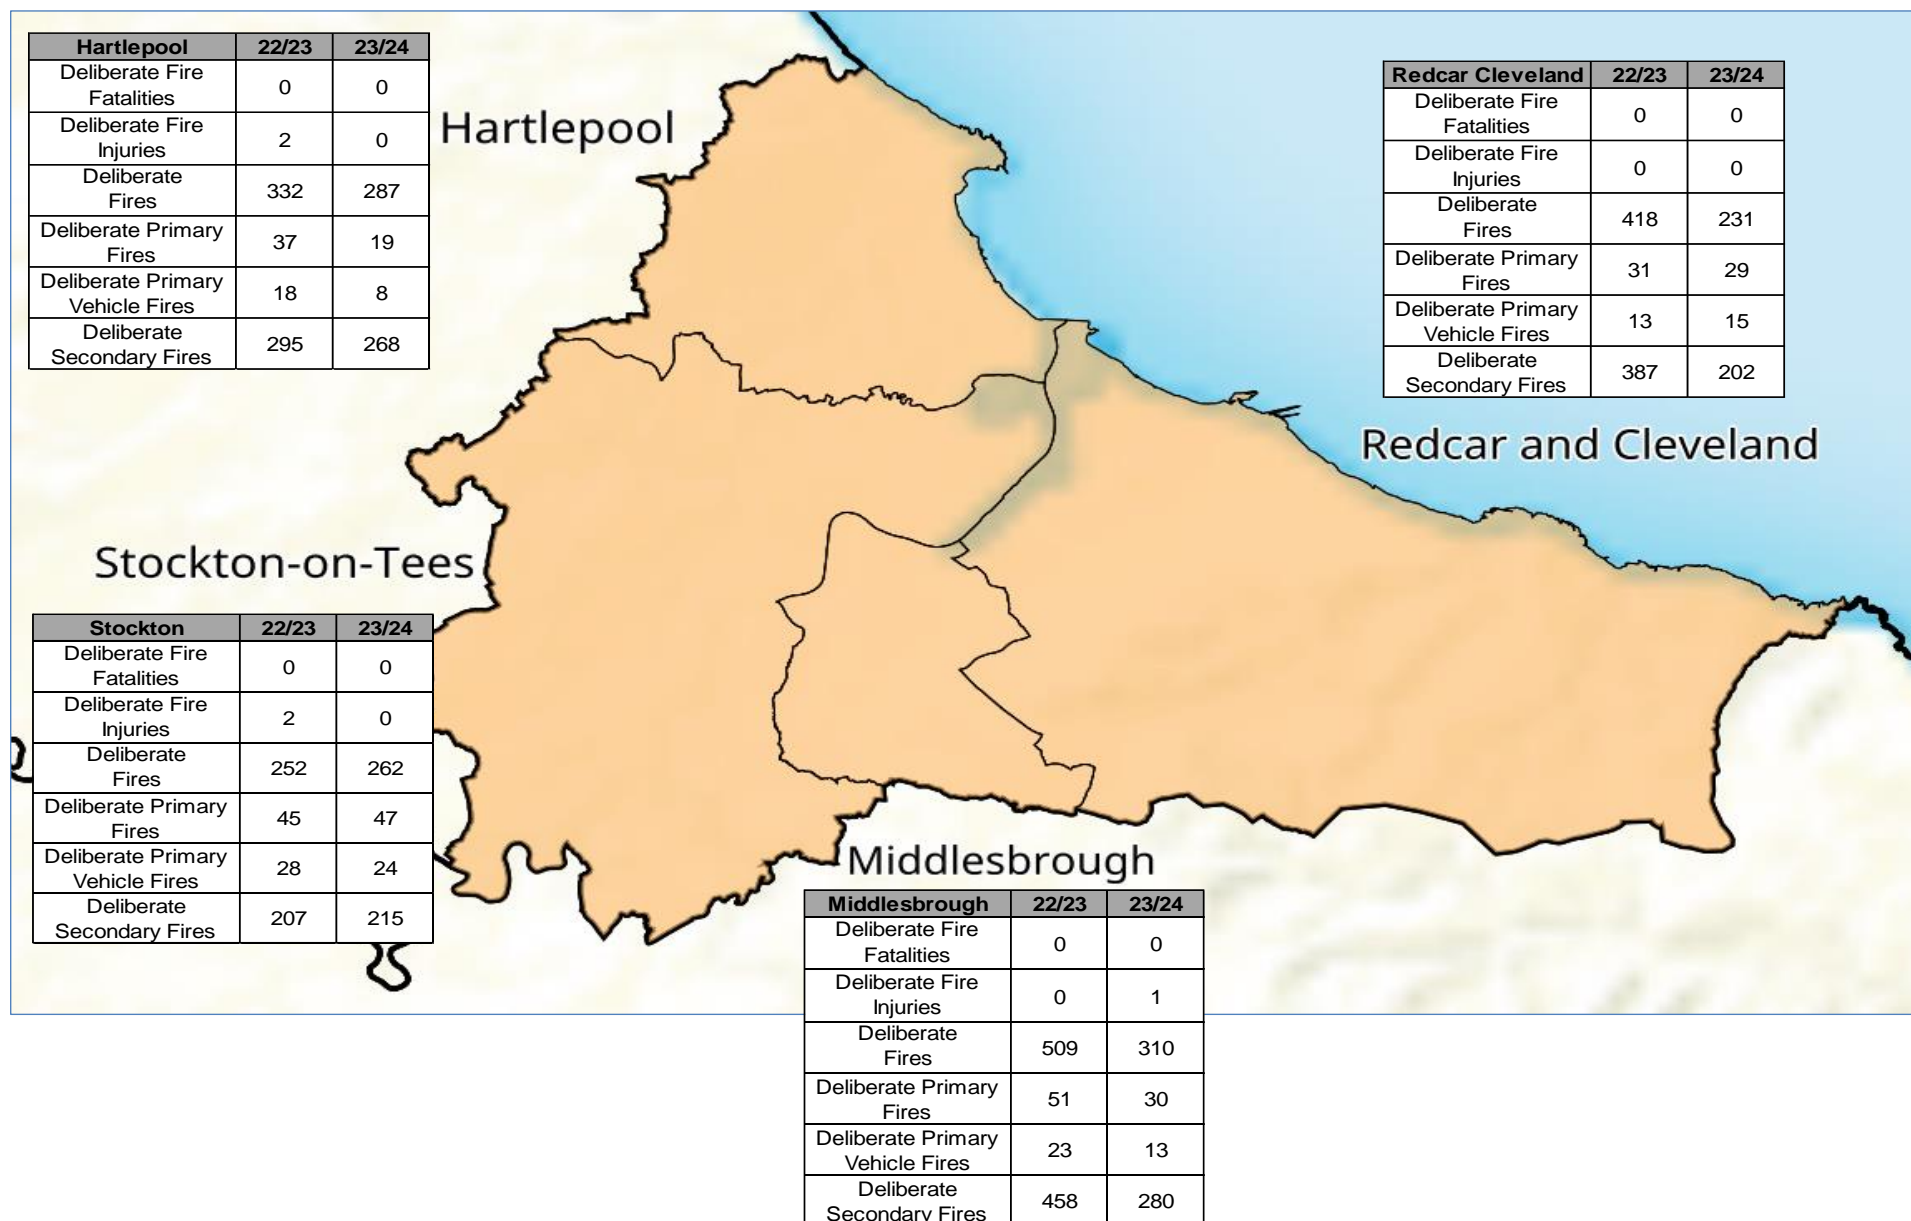 Hartlepool 22/23 23/24
Deliberate Fire
Fatalities 0 0
Deliberate Fire
Injuries 2 0
Deliberate
Fires 332 287
Deliberate Primary
Fires 37 19
Deliberate Primary
Vehicle Fires 18 8
Deliberate
Secondary Fires 295 268
Hartlepool
Redcar Cleveland 22/23 23/24
Deliberate Fire
Fatalities 0 0
Deliberate Fire
Injuries 0 0
Deliberate
Fires 418 231
Deliberate Primary
Fires 31 29
Deliberate Primary
Vehicle Fires 13 15
Deliberate
Secondary Fires 387 202
Redcar and Cleveland
Stockton-on-Tees
Stockton 22/23 23/24
Deliberate Fire
Fatalities 0 0
Deliberate Fire
Injuries 2 0
Deliberate
Fires 252 262
Deliberate Primary
Fires 45 47
Deliberate Primary
Vehicle Fires 28 24
Deliberate
Secondary Fires 207 215
Middlesbrough
Middlesbrough 22/23 23/24
Deliberate Fire
Fatalities 0 0
Deliberate Fire
Injuries 0 1
Deliberate
Fires 509 310
Deliberate Primary
Fires 51 30
Deliberate Primary
Vehicle Fires 23 13
Deliberate
Secondary Fires 458 280